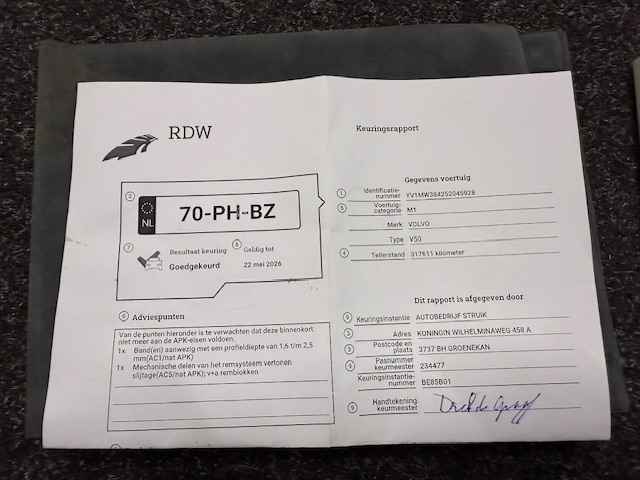 RDW
Keuringsrapport
NL
70-PH-BZ
Resultaat keuring
Goedgekeurd
Geldig tot
22 mei 2026
Adviespunten
Van de punten hieronder is te verwachten dat deze binnenkort
niet meer aan de APK-eisen voldoen.
1x Band(en) aanwezig met een profieldiepte van 1,6 t/m 2,5
mm(AC1/nat APK)
1x Mechanische delen van het remsysteem vertonen
slijtage(AC5/nat APK); v+a remblokken
Gegevens voertuig
Identificatie-
nummer YV1MW384252045928
Voertuig-
categorie M1
Merk VOLVO
Type V50
Tellerstand 317611 kilometer
Dit rapport is afgegeven door
Keuringsinstantie AUTOBEDRIJF STRUIK
Adres KONINGIN WILHELMINAWEG 458 A
Postcode en
plaats 3737 BH GROENEKAN
Pasnummer
keurmeester 234477
Keuringsinstantie-
nummer BE85B01
Handtekening
keurmeester